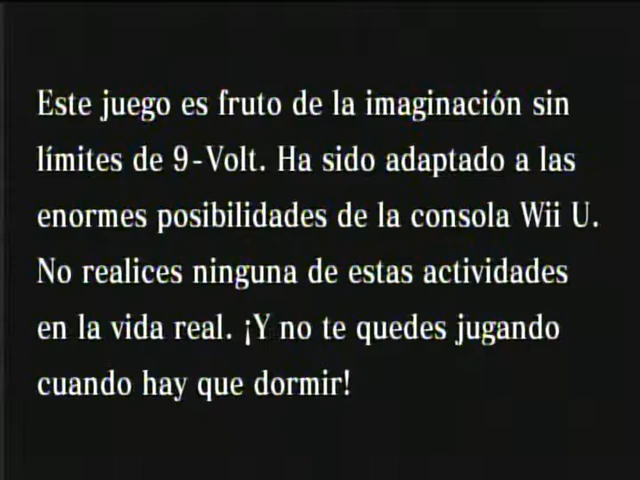 Este juego es fruto de la imaginación sin
límites de 9-Volt. Ha sido adaptado a las
enormes posibilidades de la consola Wii U.
No realices ninguna de estas actividades
en la vida real. ¡Y no te quedes jugando
cuando hay que dormir!